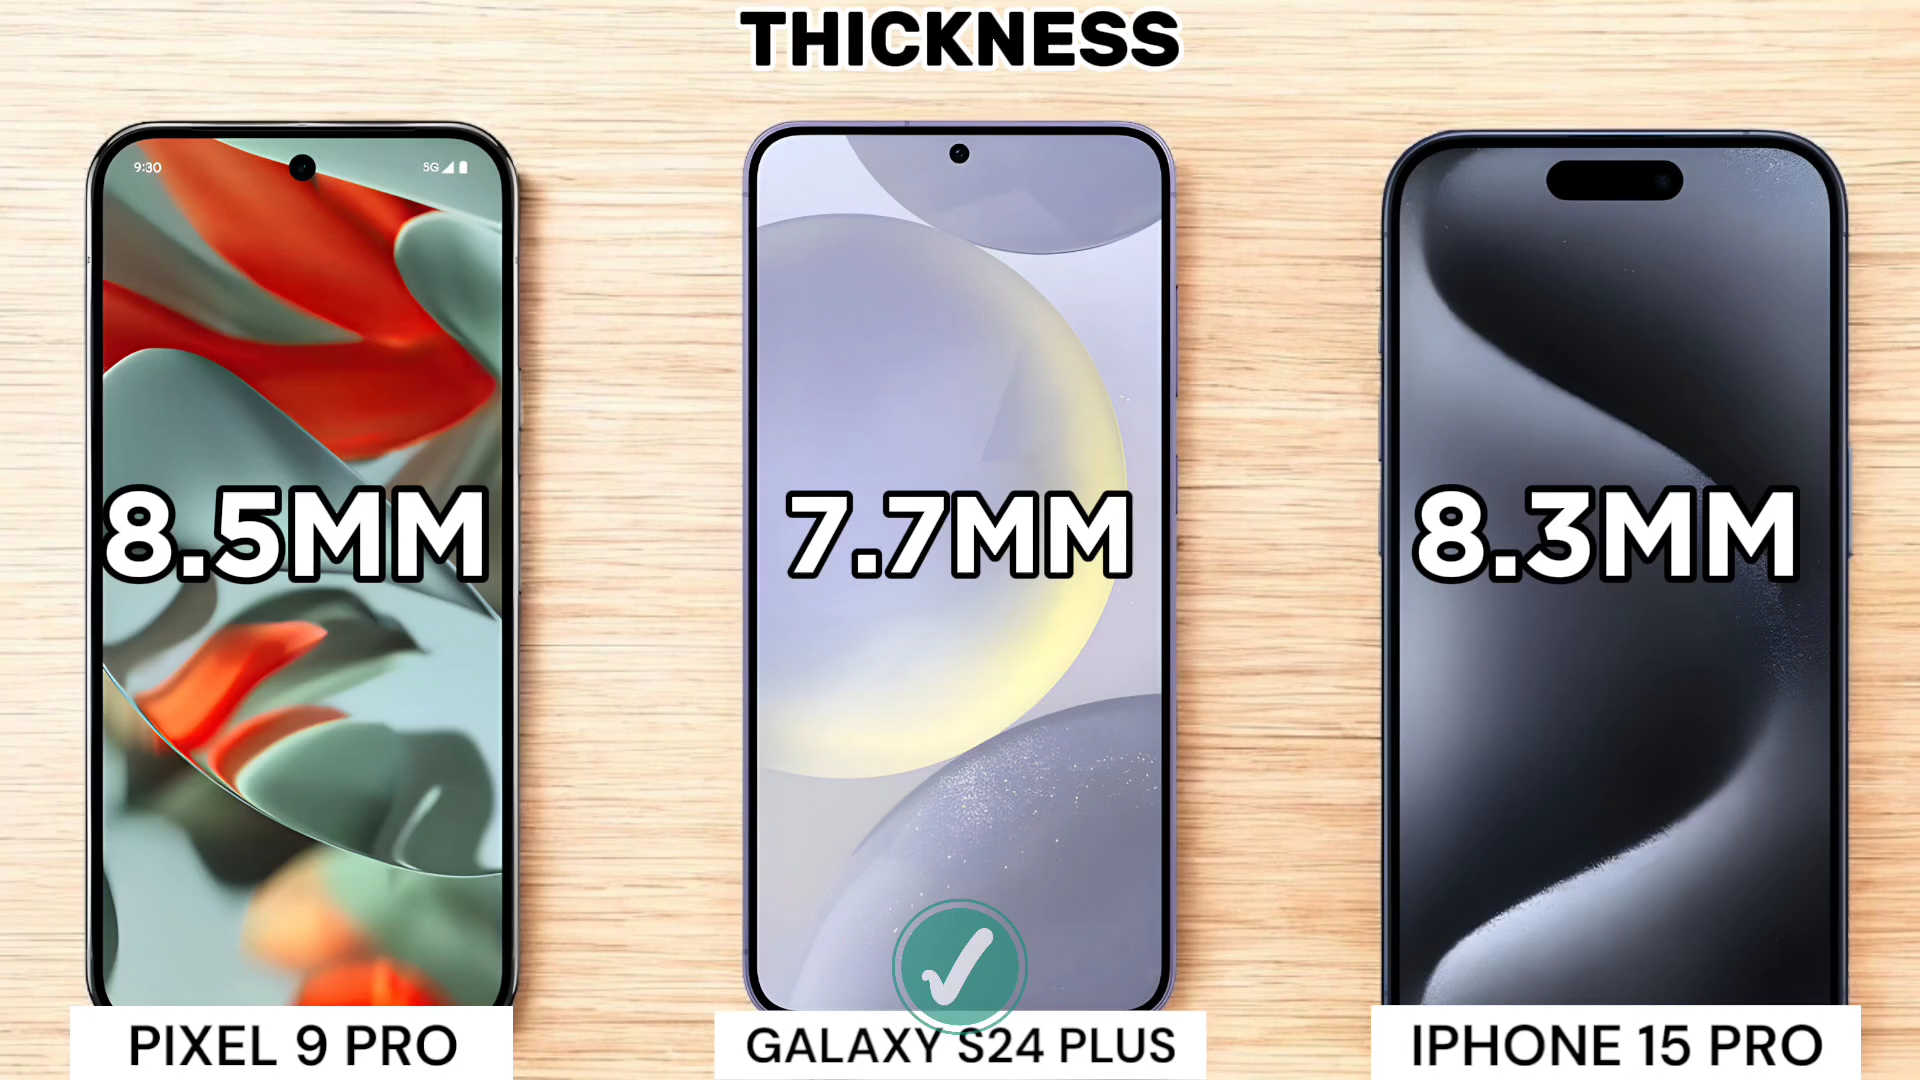 THICKNESS
9:30
5G
8.5MM
7.7MM
8.3MM
PIXEL 9 PRO
GALAXY S24 PLUS
IPHONE 15 PRO